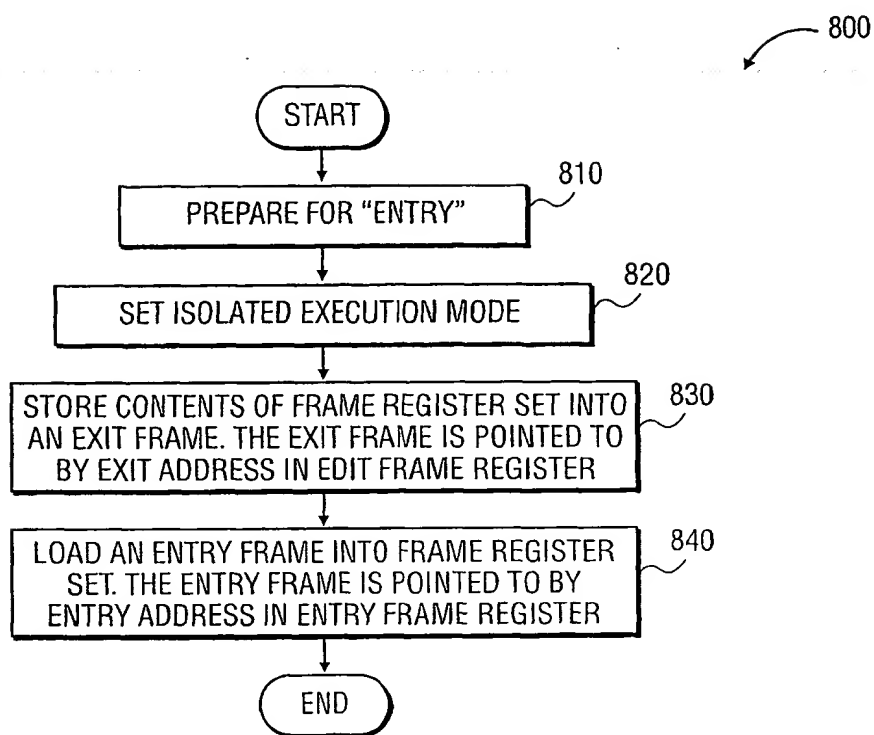 800
START
810
PREPARE FOR “ENTRY”
820
SET ISOLATED EXECUTION MODE
830
STORE CONTENTS OF FRAME REGISTER SET INTO
AN EXIT FRAME. THE EXIT FRAME IS POINTED TO
BY EXIT ADDRESS IN EDIT FRAME REGISTER
840
LOAD AN ENTRY FRAME INTO FRAME REGISTER
SET. THE ENTRY FRAME IS POINTED TO BY
ENTRY ADDRESS IN ENTRY FRAME REGISTER
END